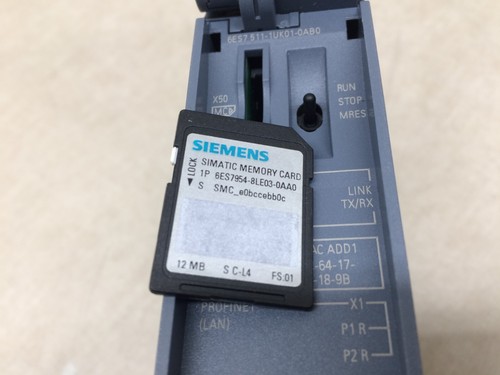 6ES7 511-1UK01-0AB0
X50
RUN
STOP
MRES
SIEMENS
LOCK
SIMATIC MEMORY CARD
1P 6ES7954-8LE03-0AA0
S SMC_e0bccebb0c
12 MB S C-L4 FS:01
LINK
TX/RX
AC ADD1
-64-17-
-18-9B
PROFINET
(LAN)
X1
P1 R
P2 R